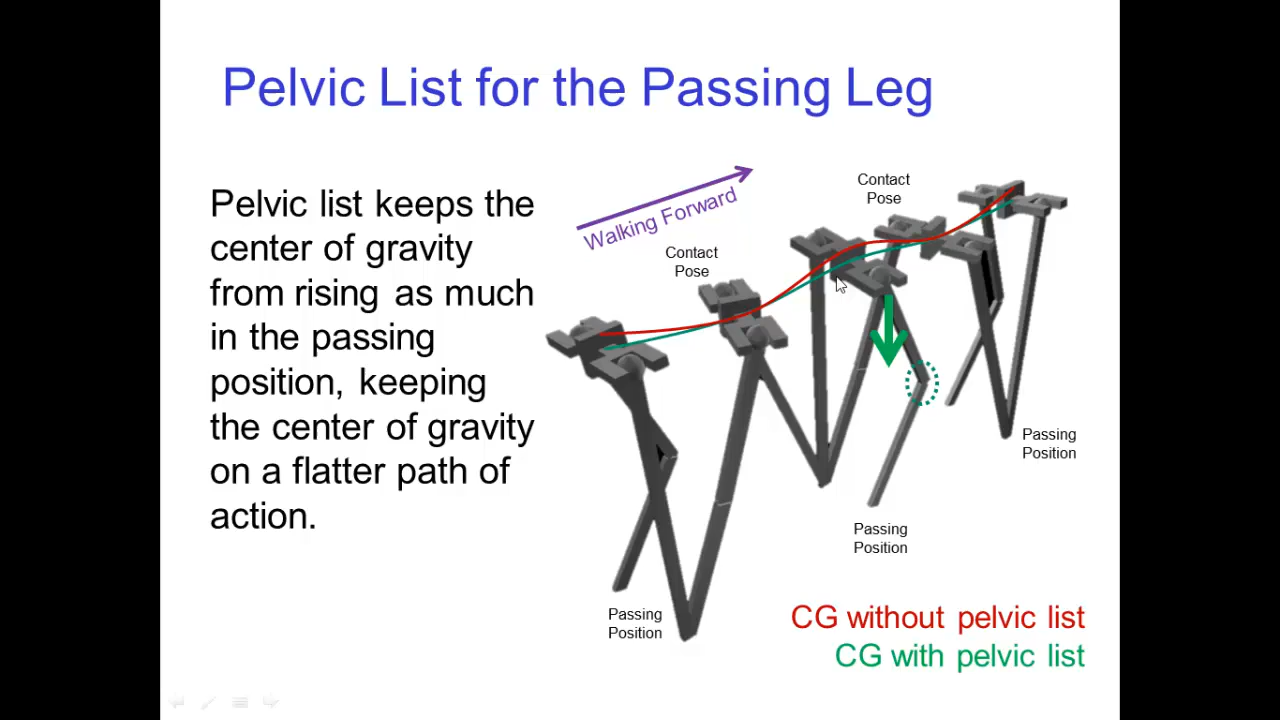 Pelvic List for the Passing Leg
Pelvic list keeps the
center of gravity
from rising as much
in the passing
position, keeping
the center of gravity
on a flatter path of
action.
Walking Forward
Contact
Pose
Contact
Pose
Passing
Position
Passing
Position
Passing
Position
CG without pelvic list
CG with pelvic list